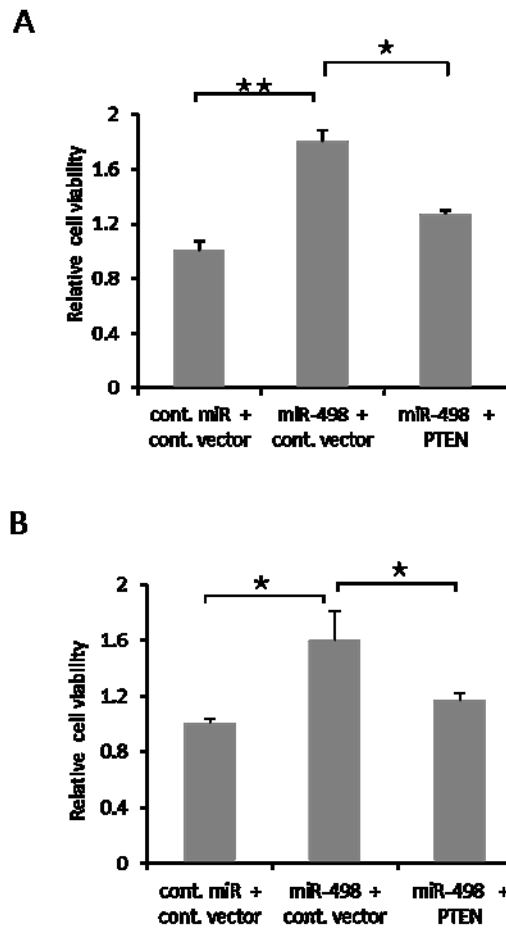 A
★★
★
Relative cell viability
2
1.6
1.2
0.8
0.4
0
cont. miR +
cont. vector
miR-498 +
cont. vector
miR-498 +
PTEN
B
★
★
Relative cell viability
2
1.6
1.2
0.8
0.4
0
cont. miR +
cont. vector
miR-498 +
cont. vector
miR-498 +
PTEN